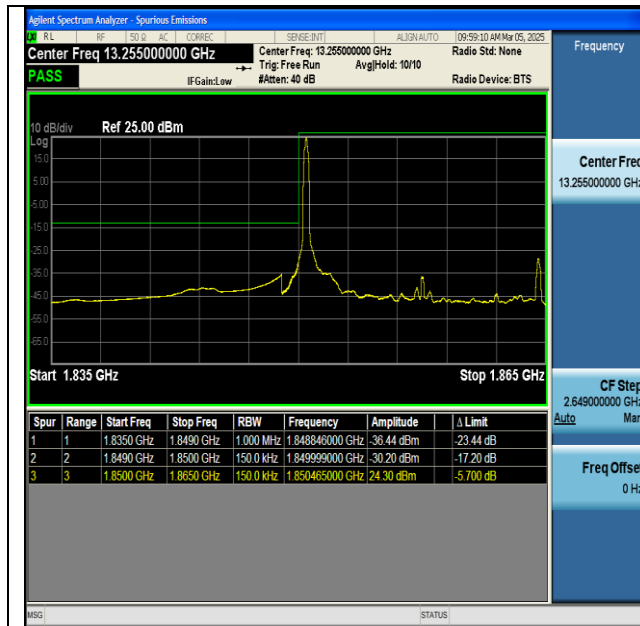 Agilent Spectrum Analyzer - Spurious Emissions
RL RF 50 Ω AC CORREC SENSE:INT ALIGN AUTO 09:59:10 AM Mar 05, 2025
Center Freq 13.255000000 GHz
Center Freq: 13.255000000 GHz Radio Std: None
Trig: Free Run Avg|Hold: 10/10
PASS
IFGain:Low #Atten: 40 dB Radio Device: BTS
Frequency
10 dB/div Ref 25.00 dBm
Log
15.0
5.00
-5.00
-15.0
-25.0
-35.0
-45.0
-55.0
-65.0
Start 1.835 GHz Stop 1.865 GHz
Center Freq
13.255000000 GHz
CF Step
2.649000000 GHz
Auto Man
Freq Offset
0 Hz
Spur Range Start Freq Stop Freq RBW Frequency Amplitude Δ Limit
1 1 1.8350 GHz 1.8490 GHz 1.000 MHz 1.848846000 GHz -36.44 dBm -23.44 dB
2 2 1.8490 GHz 1.8500 GHz 150.0 kHz 1.849999000 GHz -30.20 dBm -17.20 dB
3 3 1.8500 GHz 1.8650 GHz 150.0 kHz 1.850465000 GHz 24.30 dBm -5.700 dB
MSG STATUS